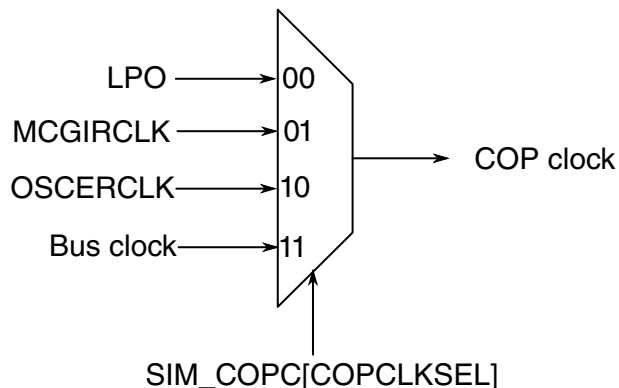 LPO 00
MCGIRCLK 01
COP clock
OSCERCLK 10
Bus clock 11
SIM_COPC[COPCLKSEL]